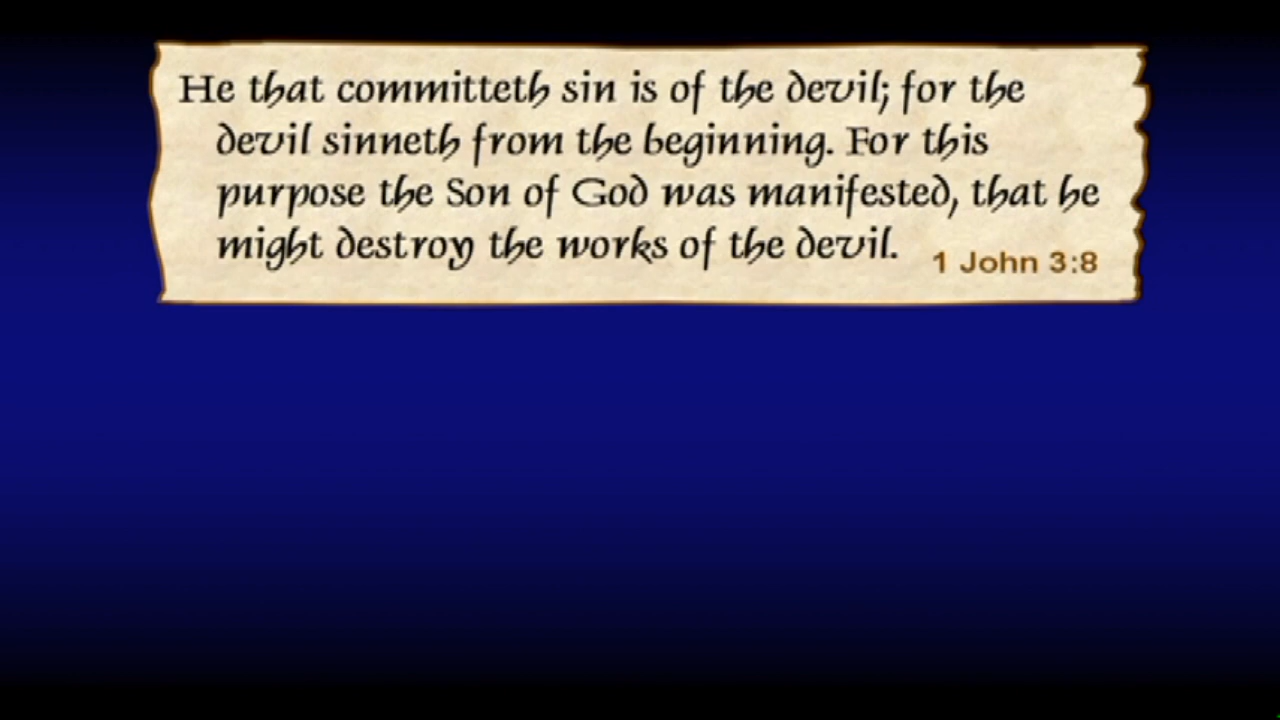 He that committeth sin is of the devil; for the
devil sinneth from the beginning. For this
purpose the Son of God was manifested, that he
might destroy the works of the devil.
1 John 3:8